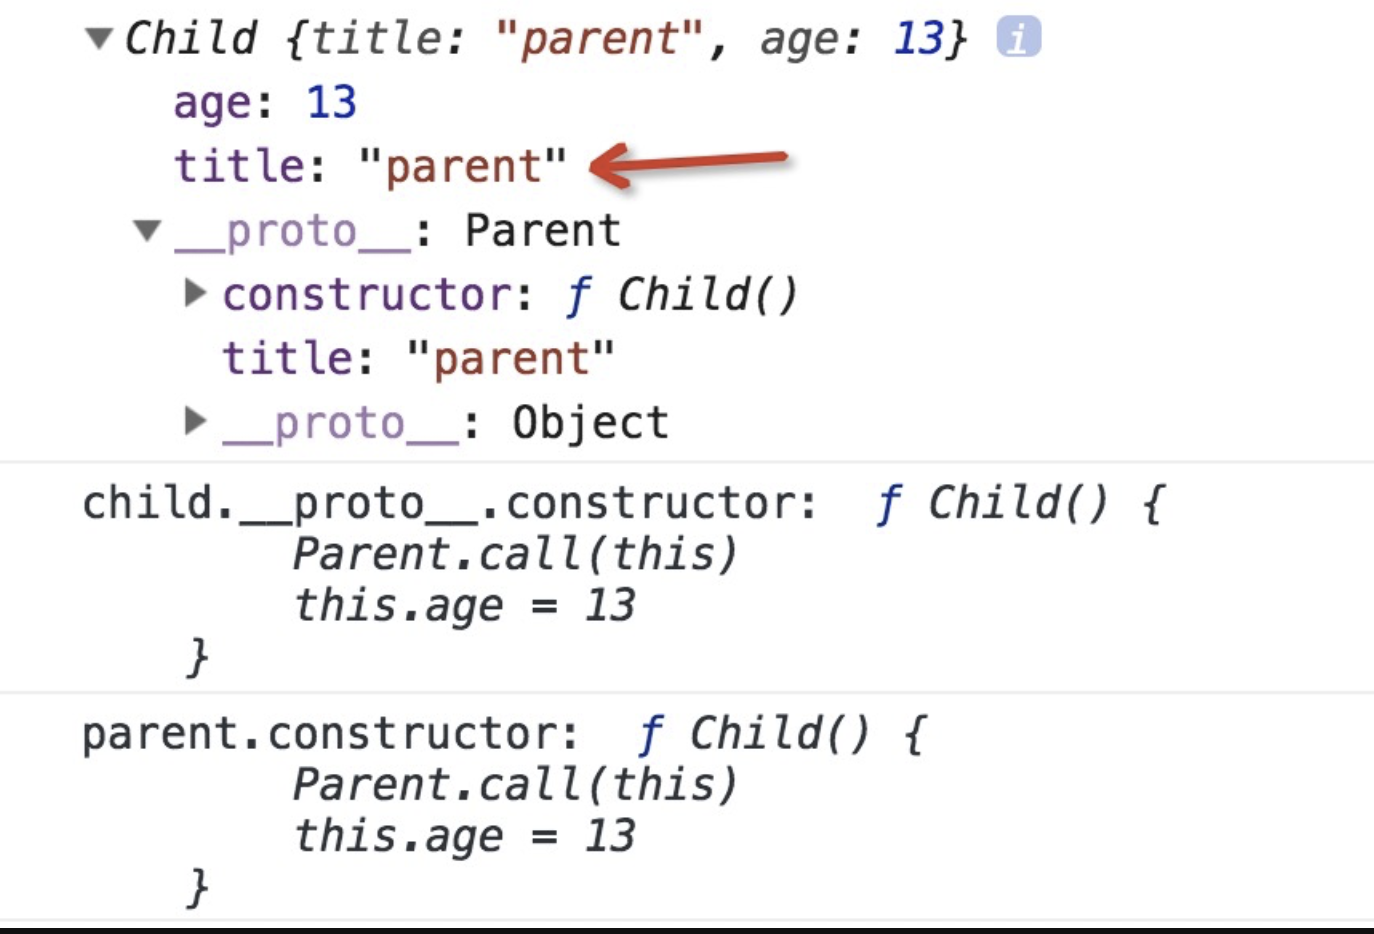 ▼ Child {title: "parent", age: 13} i
age: 13
title: "parent"
▼ __proto__: Parent
▶ constructor: ƒ Child()
title: "parent"
▶ __proto__: Object
child.__proto__.constructor: ƒ Child() {
Parent.call(this)
this.age = 13
}
parent.constructor: ƒ Child() {
Parent.call(this)
this.age = 13
}